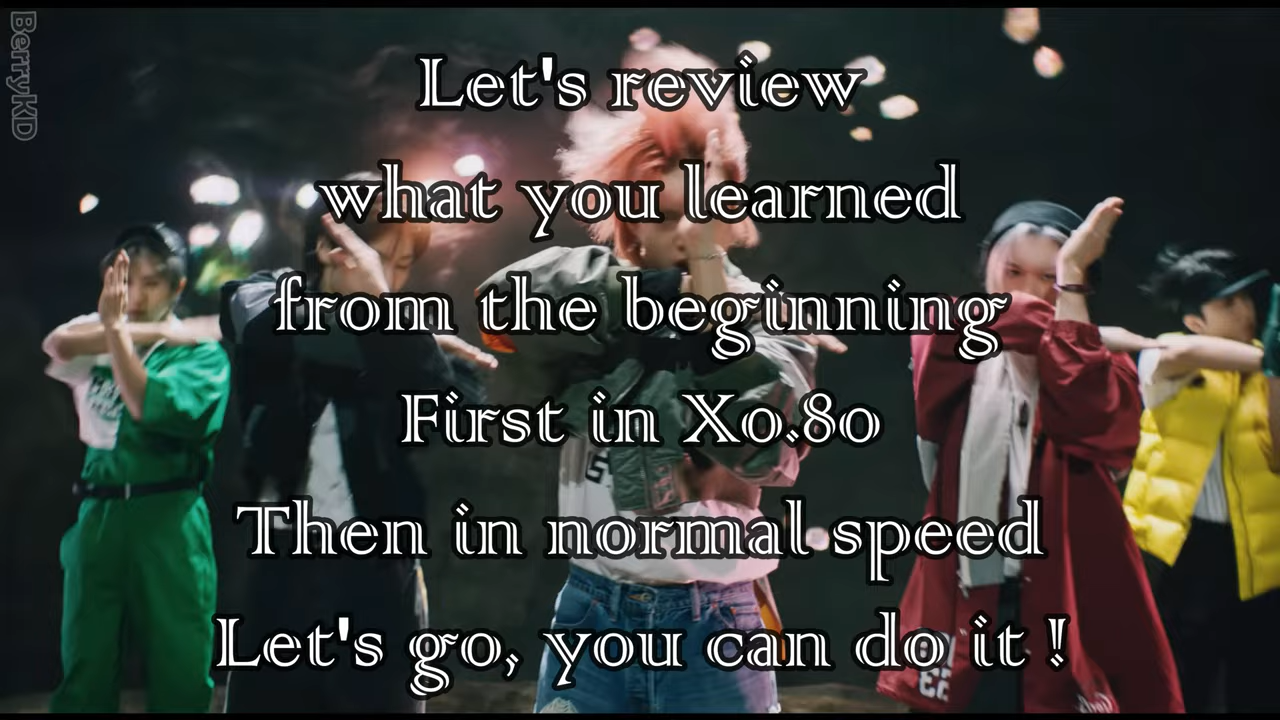 BerryKID
Let's review
what you learned
from the beginning
First in X0.80
Then in normal speed
Let's go, you can do it !